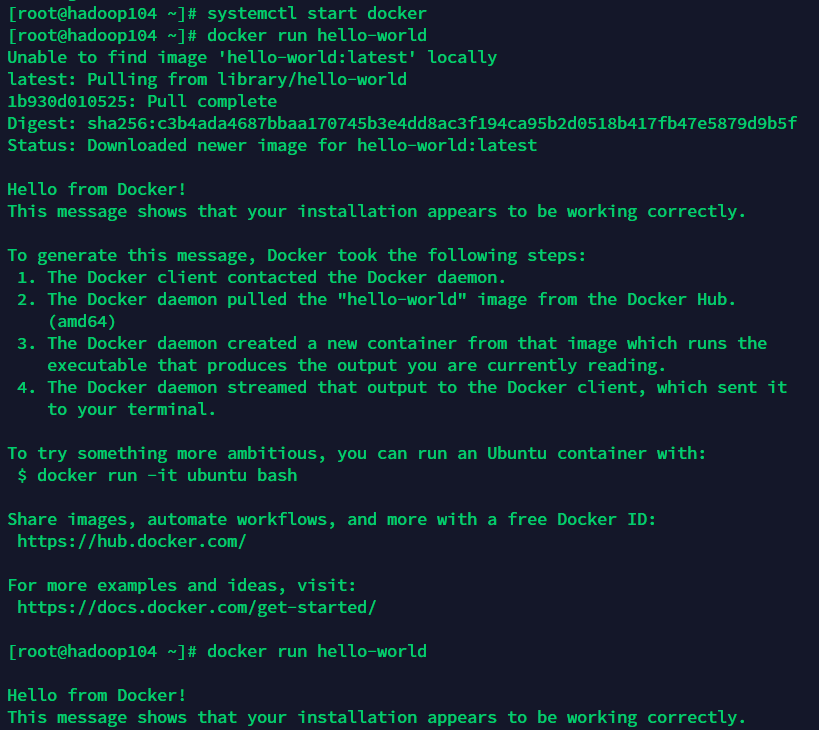 [root@hadoop104 ~]# systemctl start docker
[root@hadoop104 ~]# docker run hello-world
Unable to find image 'hello-world:latest' locally
latest: Pulling from library/hello-world
1b930d010525: Pull complete
Digest: sha256:c3b4ada4687bbaa170745b3e4dd8ac3f194ca95b2d0518b417fb47e5879d9b5f
Status: Downloaded newer image for hello-world:latest

Hello from Docker!
This message shows that your installation appears to be working correctly.

To generate this message, Docker took the following steps:
 1. The Docker client contacted the Docker daemon.
 2. The Docker daemon pulled the "hello-world" image from the Docker Hub.
    (amd64)
 3. The Docker daemon created a new container from that image which runs the
    executable that produces the output you are currently reading.
 4. The Docker daemon streamed that output to the Docker client, which sent it
    to your terminal.

To try something more ambitious, you can run an Ubuntu container with:
 $ docker run -it ubuntu bash

Share images, automate workflows, and more with a free Docker ID:
 https://hub.docker.com/

For more examples and ideas, visit:
 https://docs.docker.com/get-started/

[root@hadoop104 ~]# docker run hello-world

Hello from Docker!
This message shows that your installation appears to be working correctly.